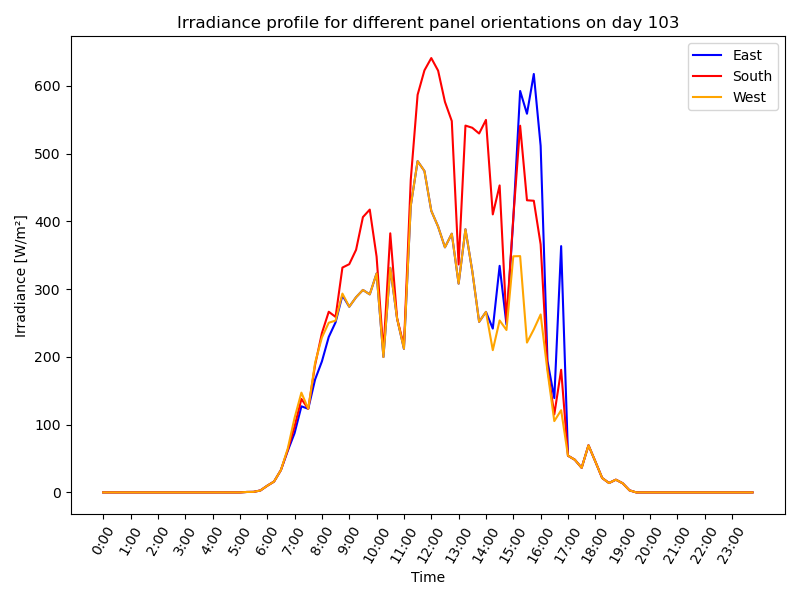 Irradiance profile for different panel orientations on day 103
East
South
West
Irradiance [W/m²]
600
500
400
300
200
100
0
0:00 1:00 2:00 3:00 4:00 5:00 6:00 7:00 8:00 9:00 10:00 11:00 12:00 13:00 14:00 15:00 16:00 17:00 18:00 19:00 20:00 21:00 22:00 23:00
Time